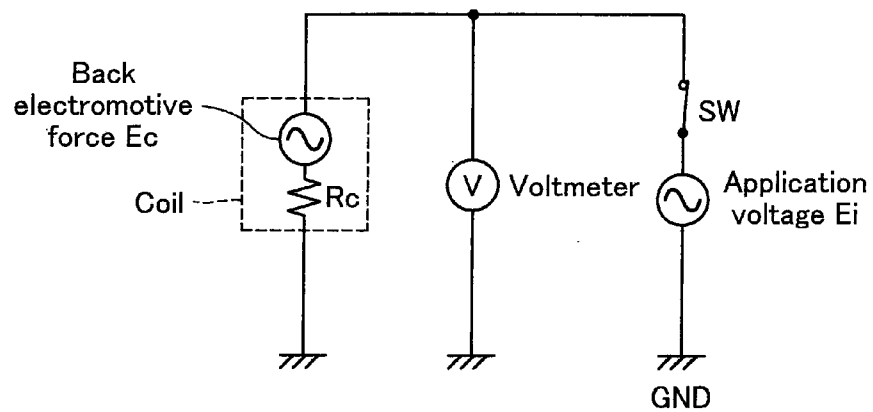 Back
electromotive
force Ec
Coil
Rc
V
Voltmeter
SW
Application
voltage Ei
GND